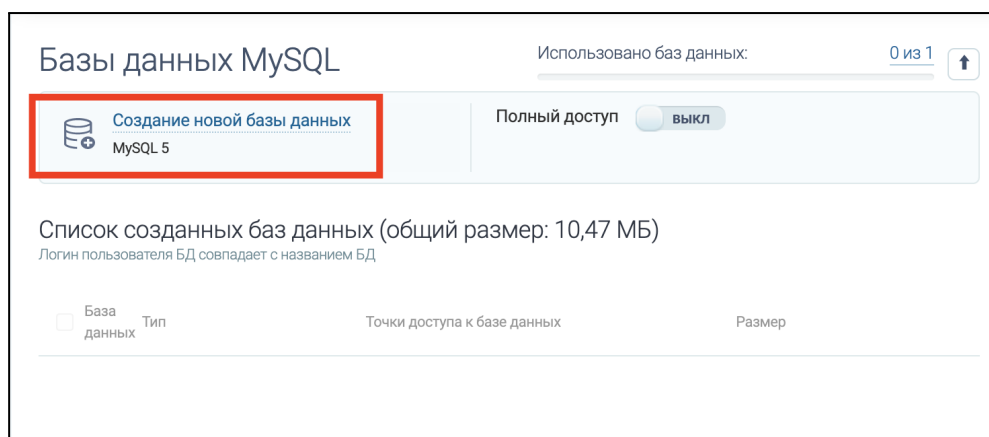 Базы данных MySQL
Использовано баз данных:
0 из 1
Создание новой базы данных
MySQL 5
Полный доступ
ВЫКЛ
Список созданных баз данных (общий размер: 10,47 МБ)
Логин пользователя БД совпадает с названием БД
База
данных
Тип
Точки доступа к базе данных
Размер